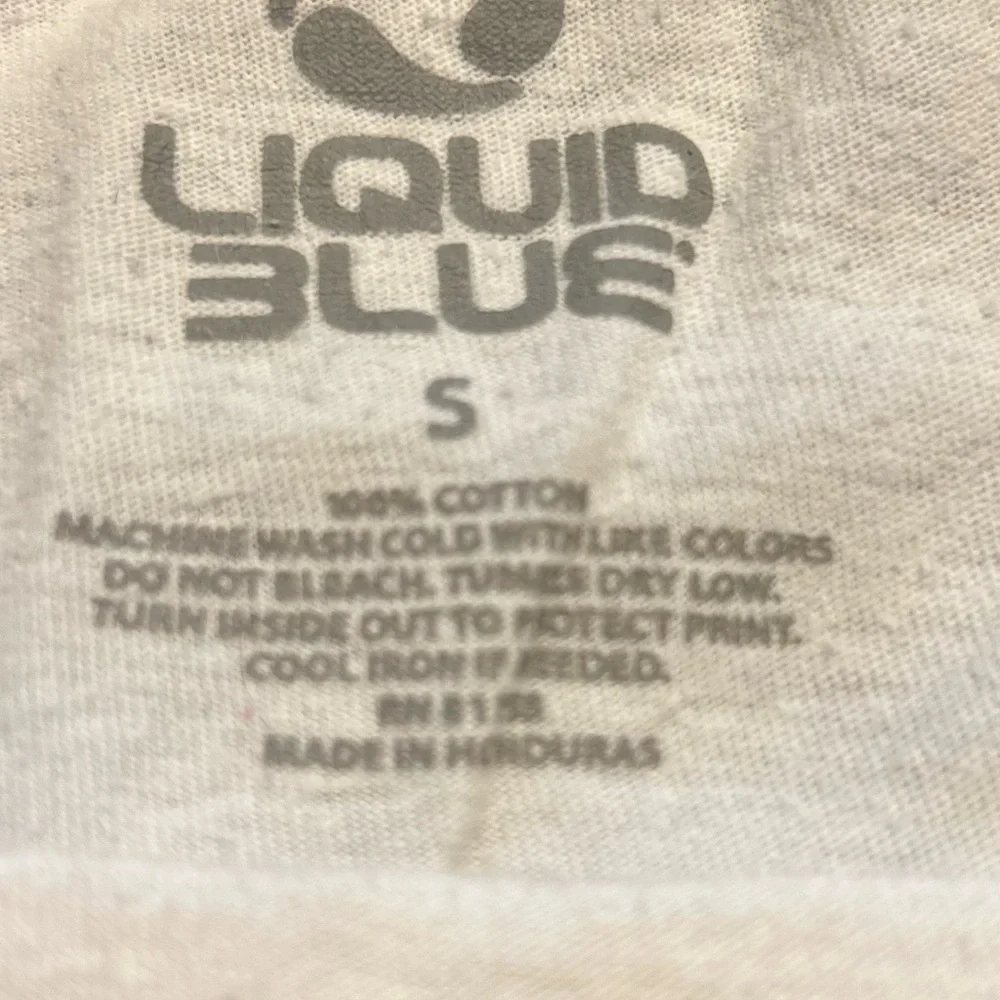 LIQUID
BLUE
S
100% COTTON
MACHINE WASH COLD WITH LIKE COLORS
DO NOT BLEACH. TUMBLE DRY LOW.
TURN INSIDE OUT TO PROTECT PRINT.
COOL IRON IF NEEDED.
RN
MADE IN HONDURAS